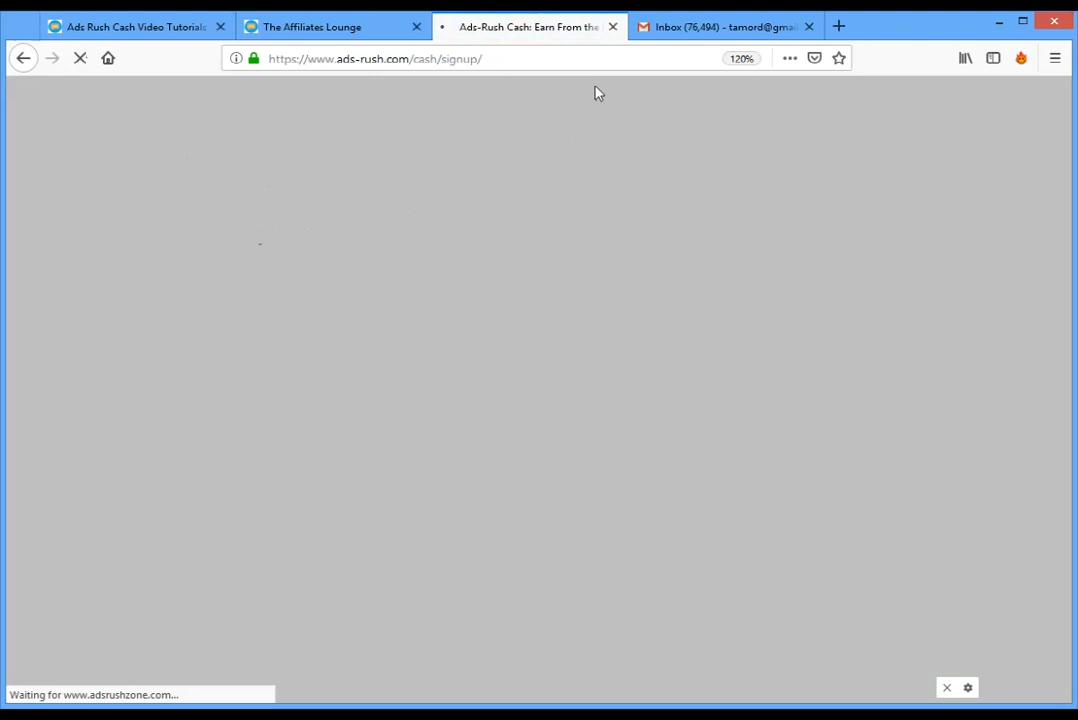 Ads Rush Cash Video Tutorials
The Affiliates Lounge
Ads-Rush Cash: Earn From the
Inbox (76,494) - tamord@gmai
https://www.ads-rush.com/cash/signup/
120%
Waiting for www.adsrushzone.com...